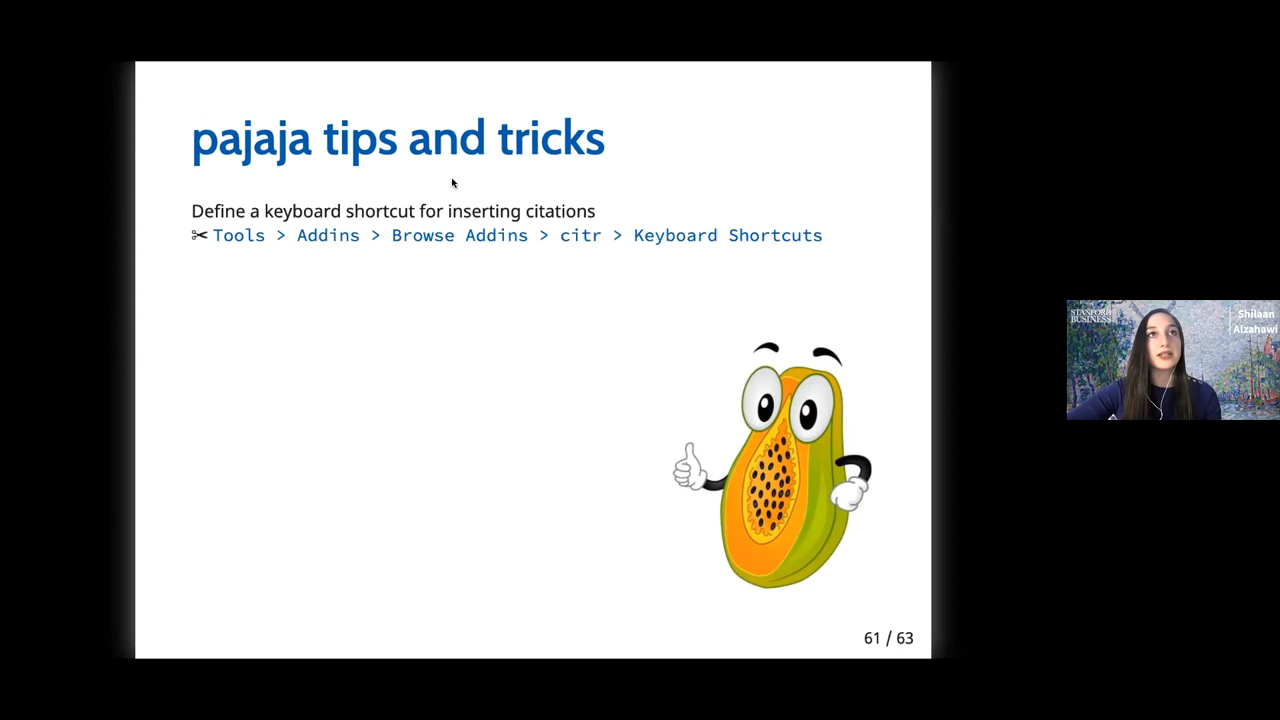 pajaja tips and tricks
Define a keyboard shortcut for inserting citations
Tools > Addins > Browse Addins > citr > Keyboard Shortcuts
61 / 63
STANFORD
BUSINESS
Shilaan
Alzahawi